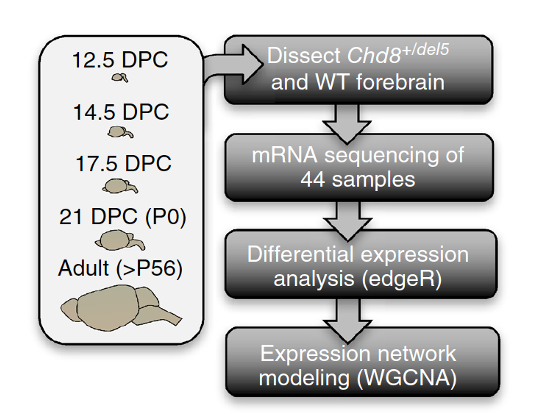 12.5 DPC
14.5 DPC
17.5 DPC
21 DPC (P0)
Adult (>P56)
Dissect Chd8+/del5
and WT forebrain
mRNA sequencing of
44 samples
Differential expression
analysis (edgeR)
Expression network
modeling (WGCNA)